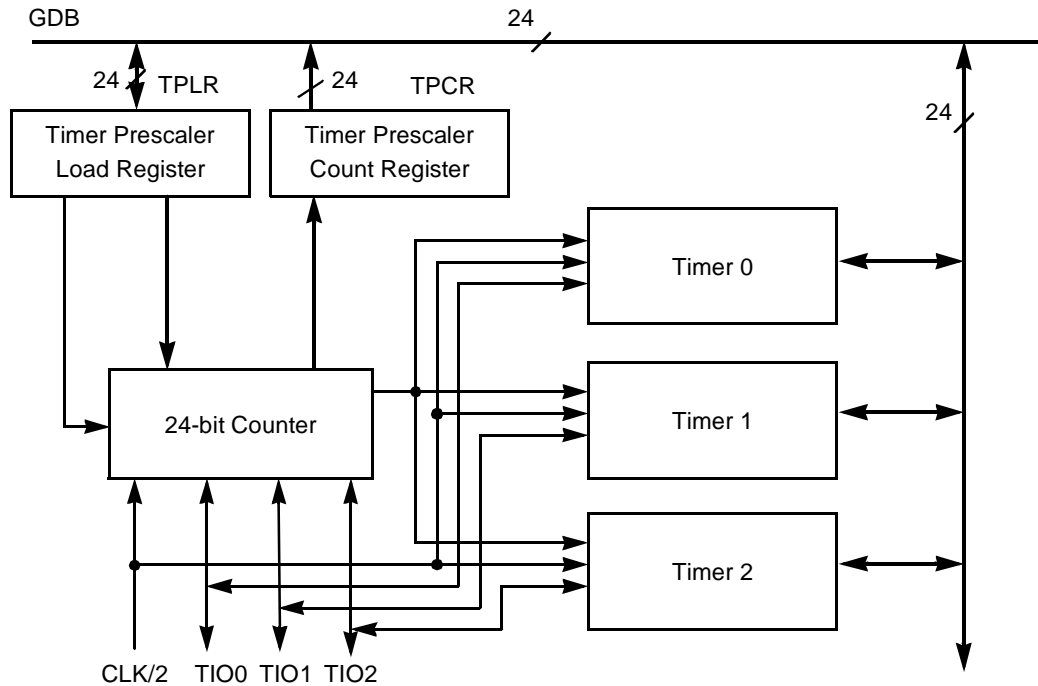 GDB
24
24
TPLR
24
TPCR
24
Timer Prescaler
Load Register
Timer Prescaler
Count Register
Timer 0
24-bit Counter
Timer 1
Timer 2
CLK/2
TIO0
TIO1
TIO2